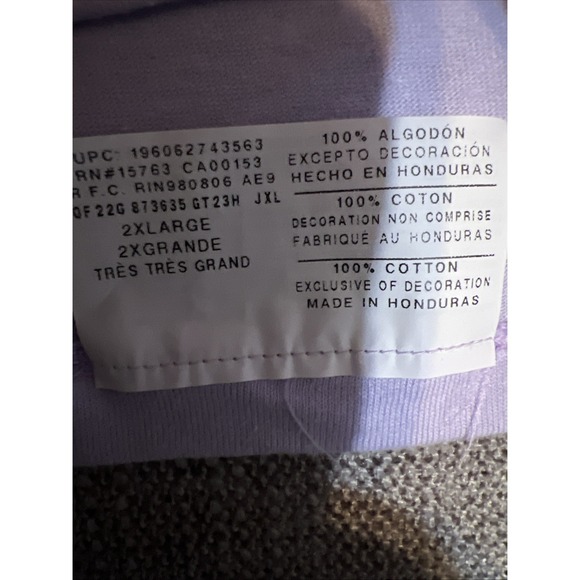 UPC: 196062743563
RN#15763 CA00153
R.F.C. RIN980806 AE9
0F22G 873635 GT23H JXL
2XLARGE
2XGRANDE
TRÈS TRÈS GRAND
100% ALGODÓN
EXCEPTO DECORACIÓN
HECHO EN HONDURAS
100% COTON
DECORATION NON COMPRISE
FABRIQUÉ AU HONDURAS
100% COTTON
EXCLUSIVE OF DECORATION
MADE IN HONDURAS